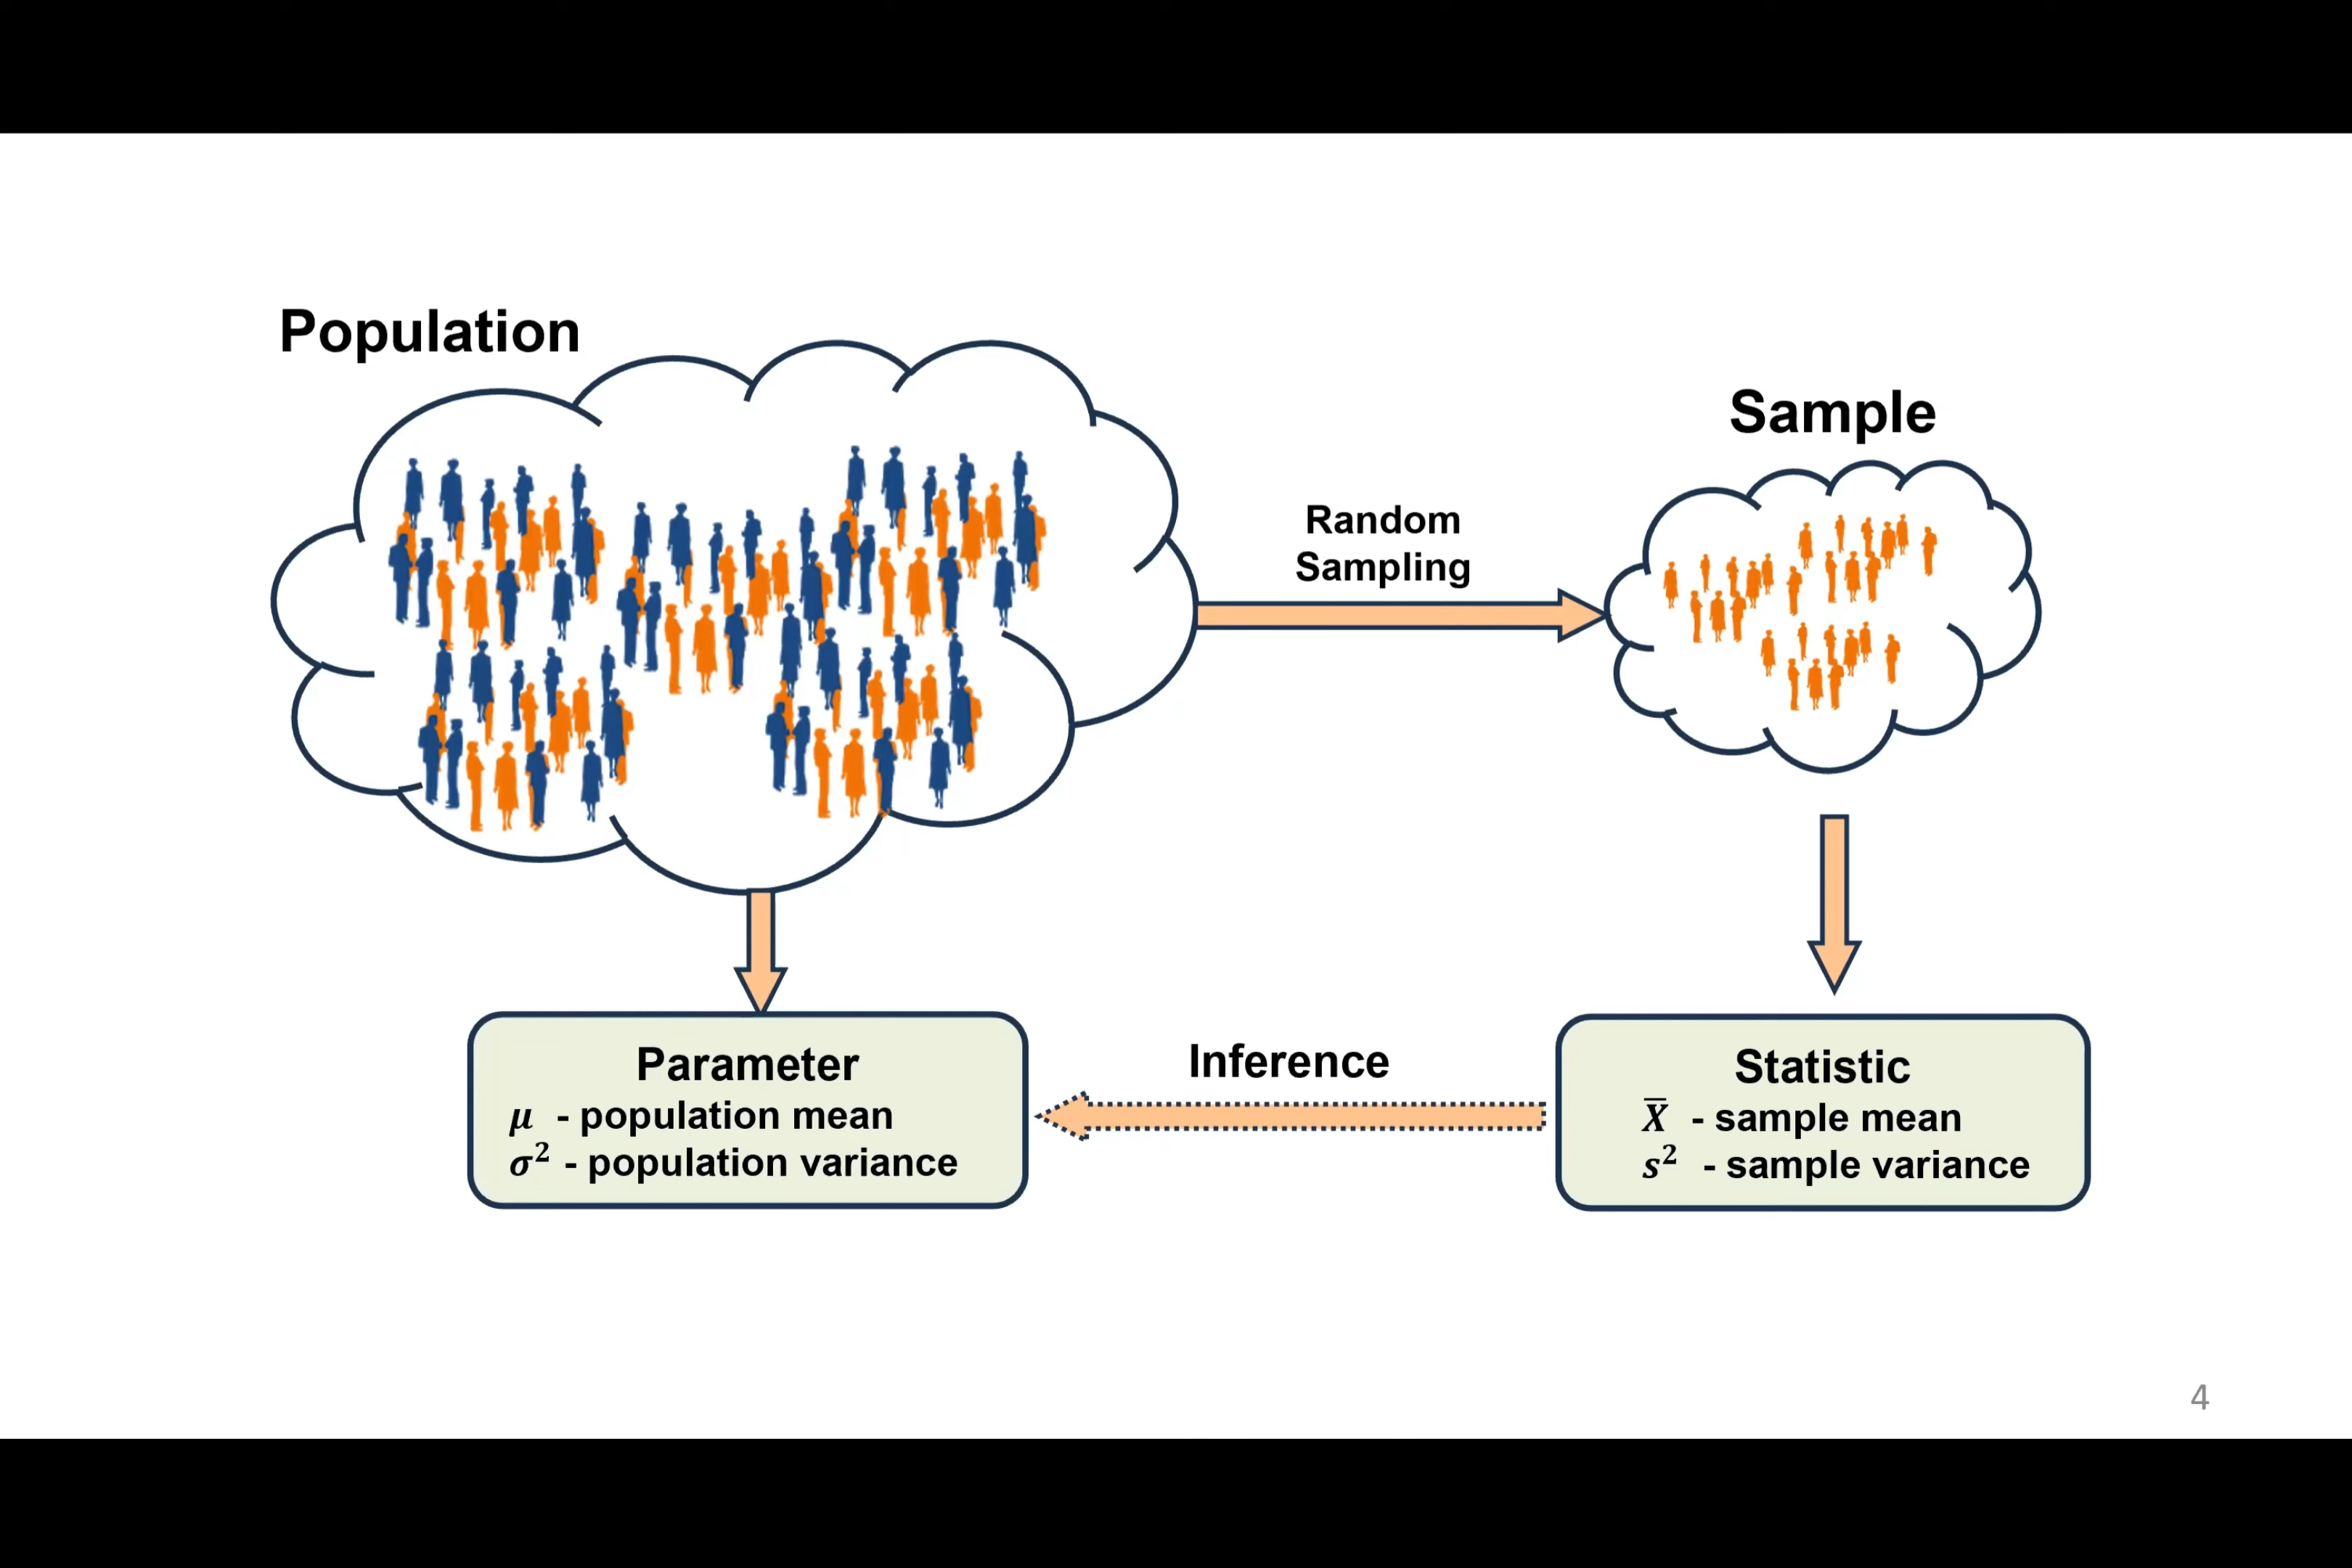 Population
Sample
Random
Sampling
Parameter
μ - population mean
σ² - population variance
Inference
Statistic
X̄ - sample mean
s² - sample variance
4